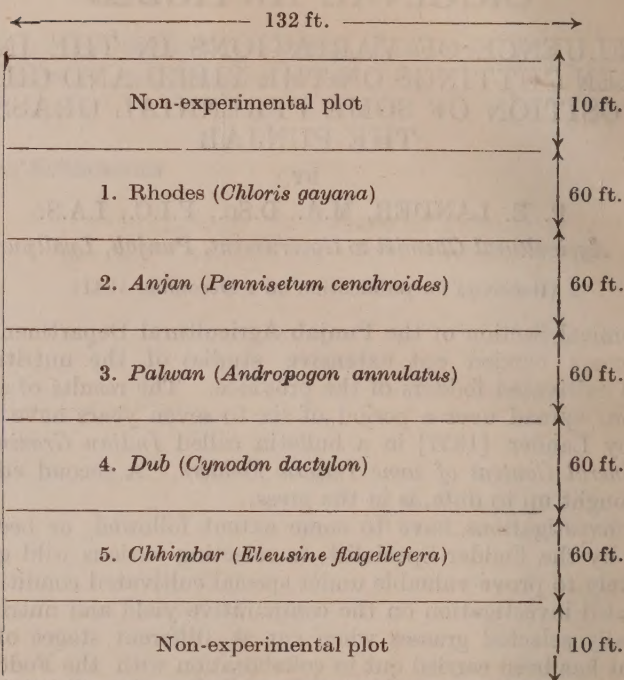 132 ft.
Non-experimental plot 10 ft.
1. Rhodes (Chloris gayana) 60 ft.
2. Anjan (Pennisetum cenchroides) 60 ft.
3. Palwan (Andropogon annulatus) 60 ft.
4. Dub (Cynodon dactylon) 60 ft.
5. Chhimbar (Eleusine flagellefera) 60 ft.
Non-experimental plot 10 ft.